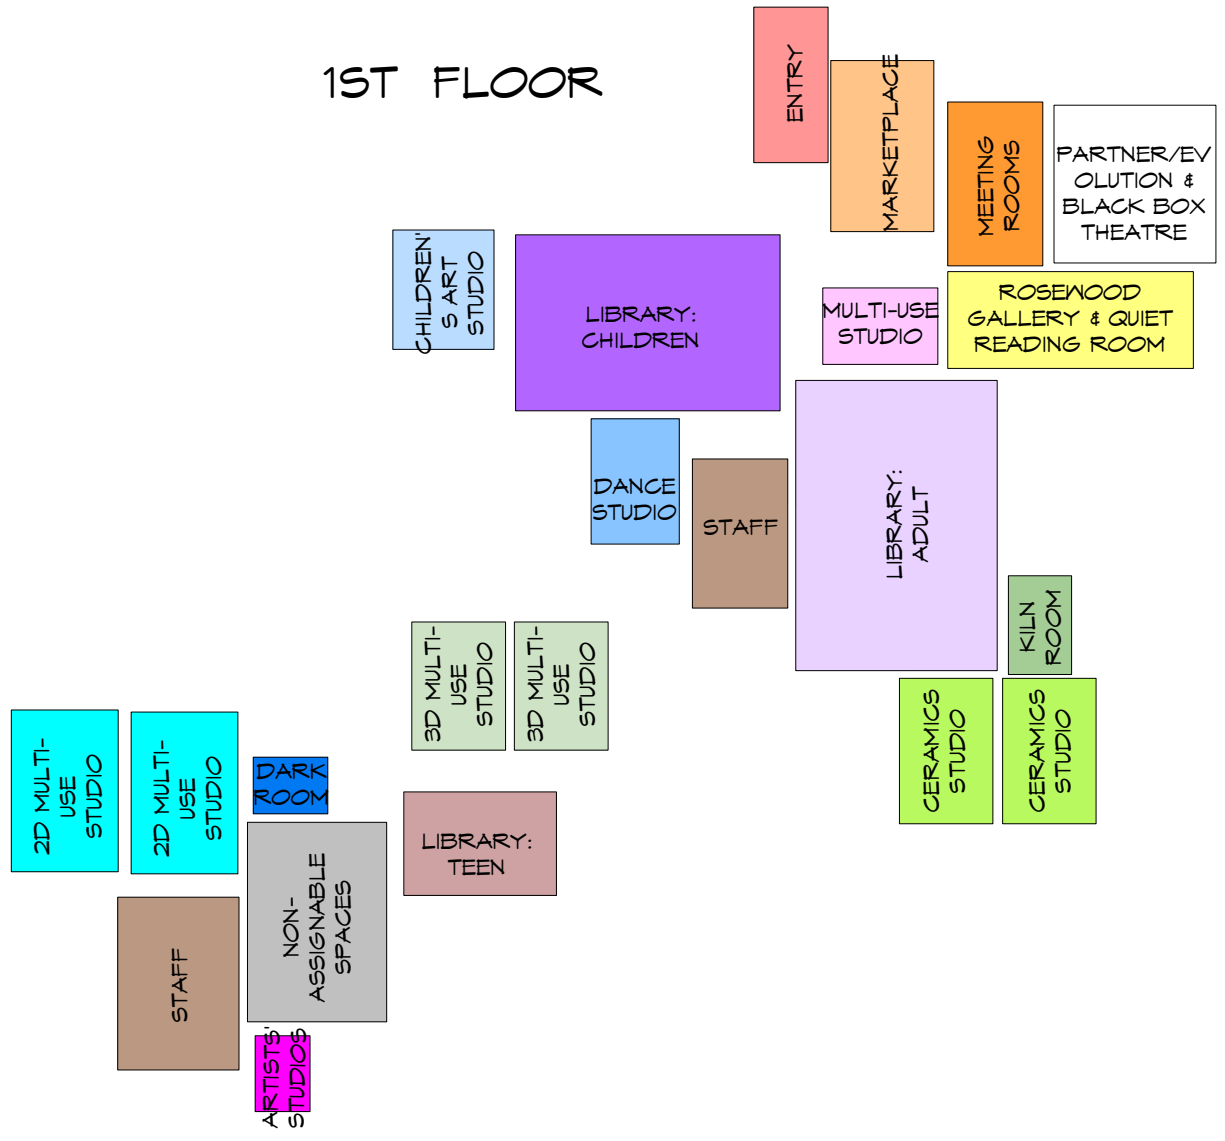 1ST FLOOR
ENTRY
MARKETPLACE
MEETING
ROOMS
PARTNER/EV
OLUTION &
BLACK BOX
THEATRE
CHILDREN'
S ART
STUDIO
LIBRARY:
CHILDREN
MULTI-USE
STUDIO
ROSEWOOD
GALLERY & QUIET
READING ROOM
DANCE
STUDIO
STAFF
LIBRARY:
ADULT
KILN
ROOM
3D MULTI-
USE
STUDIO
3D MULTI-
USE
STUDIO
CERAMICS
STUDIO
CERAMICS
STUDIO
2D MULTI-
USE
STUDIO
2D MULTI-
USE
STUDIO
DARK
ROOM
LIBRARY:
TEEN
NON-
ASSIGNABLE
SPACES
STAFF
ARTISTS'
STUDIOS